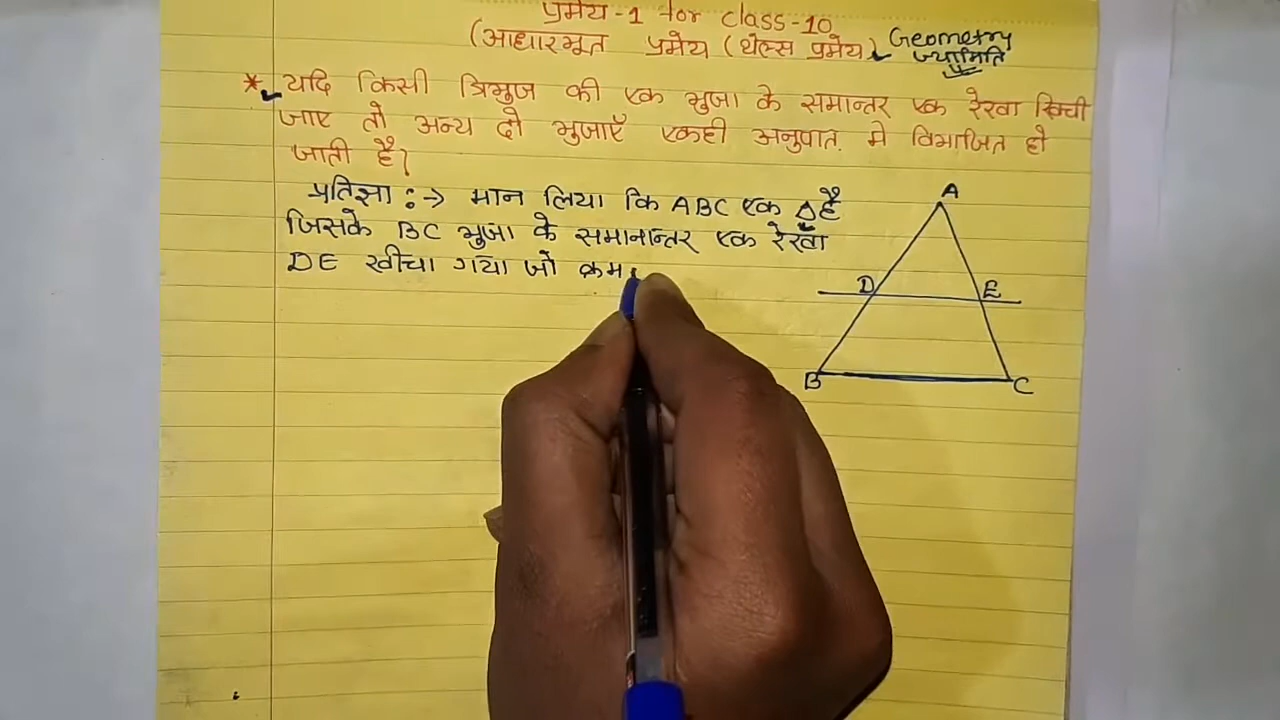 प्रमेय-1 for class-10
(आधारभूत प्रमेय (थेल्स प्रमेय)
Geometry
ज्यामिति
* यदि किसी त्रिभुज की एक भुजा के समान्तर एक रेखा खिची
जाए तो अन्य दो भुजाएँ एकही अनुपात में विभाजित हो
जाती है।
प्रतिज्ञा :→ मान लिया कि ABC एक Δ है
जिसके BC भुजा के समानान्तर एक रेखा
DE खीचा गया जो क्रम
A
D E
B C